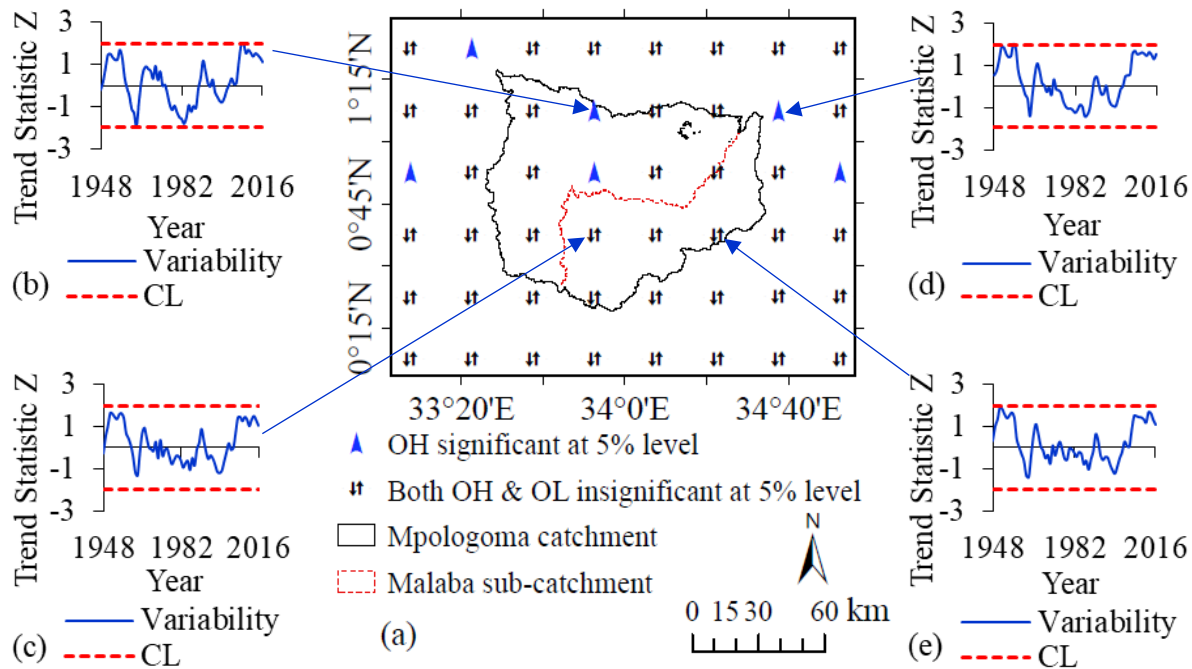 Trend Statistic Z
3
1
-1
-3
1948 1982 2016
Year
Variability
CL
(b)
Trend Statistic Z
3
1
-1
-3
1948 1982 2016
Year
Variability
CL
(c)
1°15'N
0°45'N
0°15'N
33°20'E 34°0'E 34°40'E
OH significant at 5% level
Both OH & OL insignificant at 5% level
Mpologoma catchment
Malaba sub-catchment
(a)
N
0 15 30 60 km
Trend Statistic Z
3
1
-1
-3
1948 1982 2016
Year
Variability
CL
(d)
Trend Statistic Z
3
1
-1
-3
1948 1982 2016
Year
Variability
CL
(e)